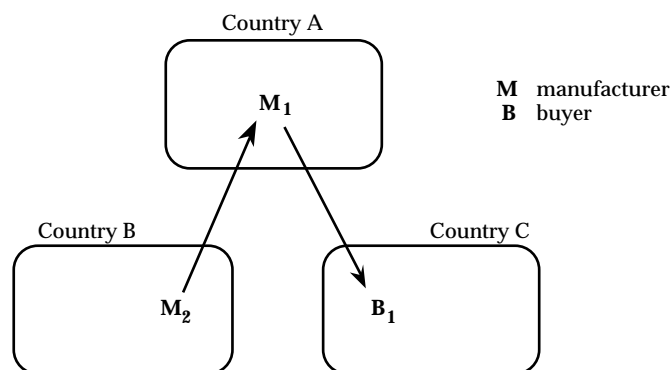 Country A
M1
M manufacturer
B buyer
Country B
Country C
M2
B1